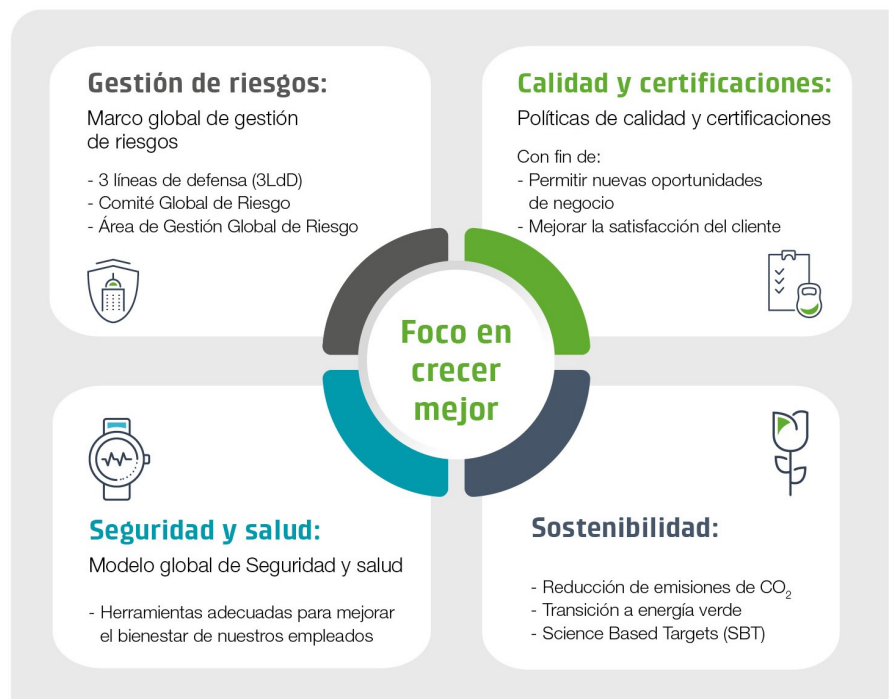 Gestión de riesgos:
Marco global de gestión
de riesgos
- 3 líneas de defensa (3LdD)
- Comité Global de Riesgo
- Área de Gestión Global de Riesgo
Calidad y certificaciones:
Políticas de calidad y certificaciones
Con fin de:
- Permitir nuevas oportunidades
de negocio
- Mejorar la satisfacción del cliente
Foco en
crecer
mejor
Seguridad y salud:
Modelo global de Seguridad y salud
- Herramientas adecuadas para mejorar
el bienestar de nuestros empleados
Sostenibilidad:
- Reducción de emisiones de CO₂
- Transición a energía verde
- Science Based Targets (SBT)